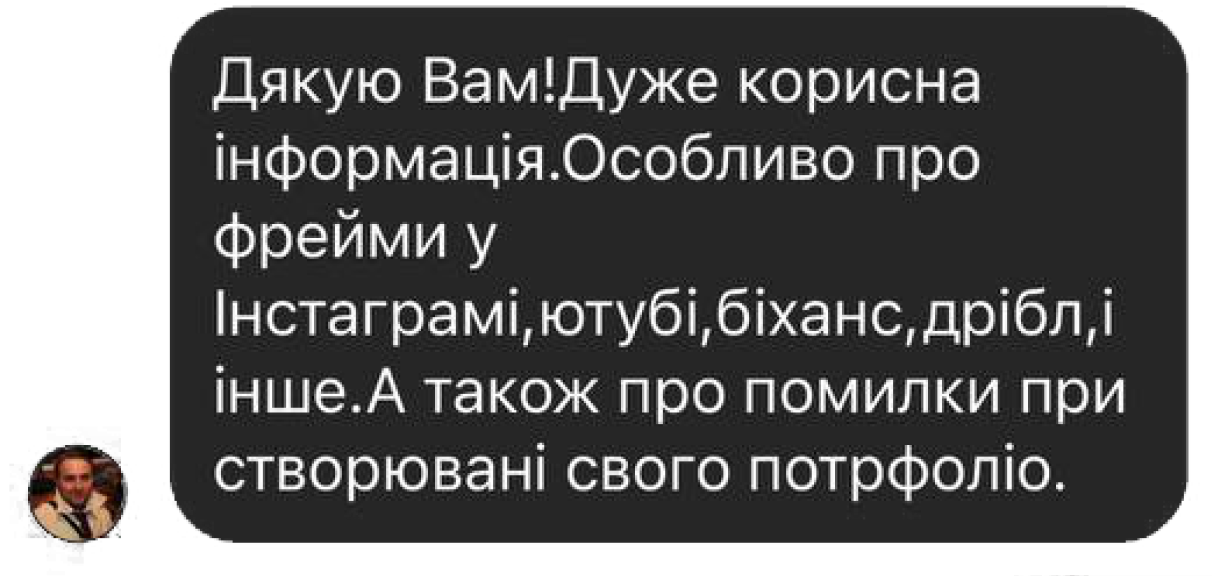 Дякую Вам!Дуже корисна
інформація.Особливо про
фрейми у
Інстаграмі,ютубі,біханс,дрібл,і
інше.А також про помилки при
створювані свого потрфоліо.